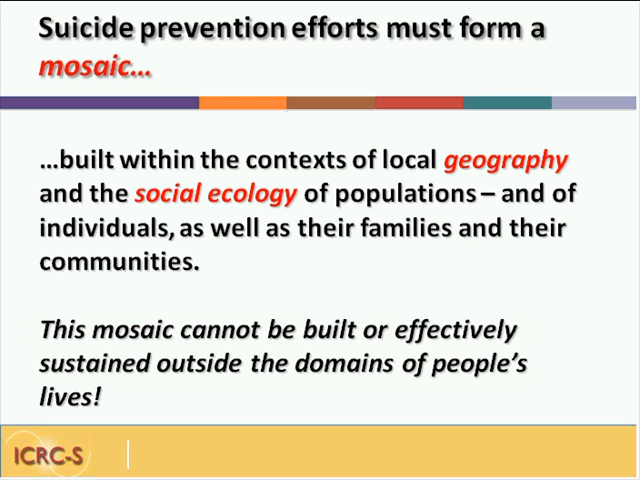 Suicide prevention efforts must form a
mosaic...
...built within the contexts of local geography
and the social ecology of populations – and of
individuals, as well as their families and their
communities.
This mosaic cannot be built or effectively
sustained outside the domains of people's
lives!
ICRC-S